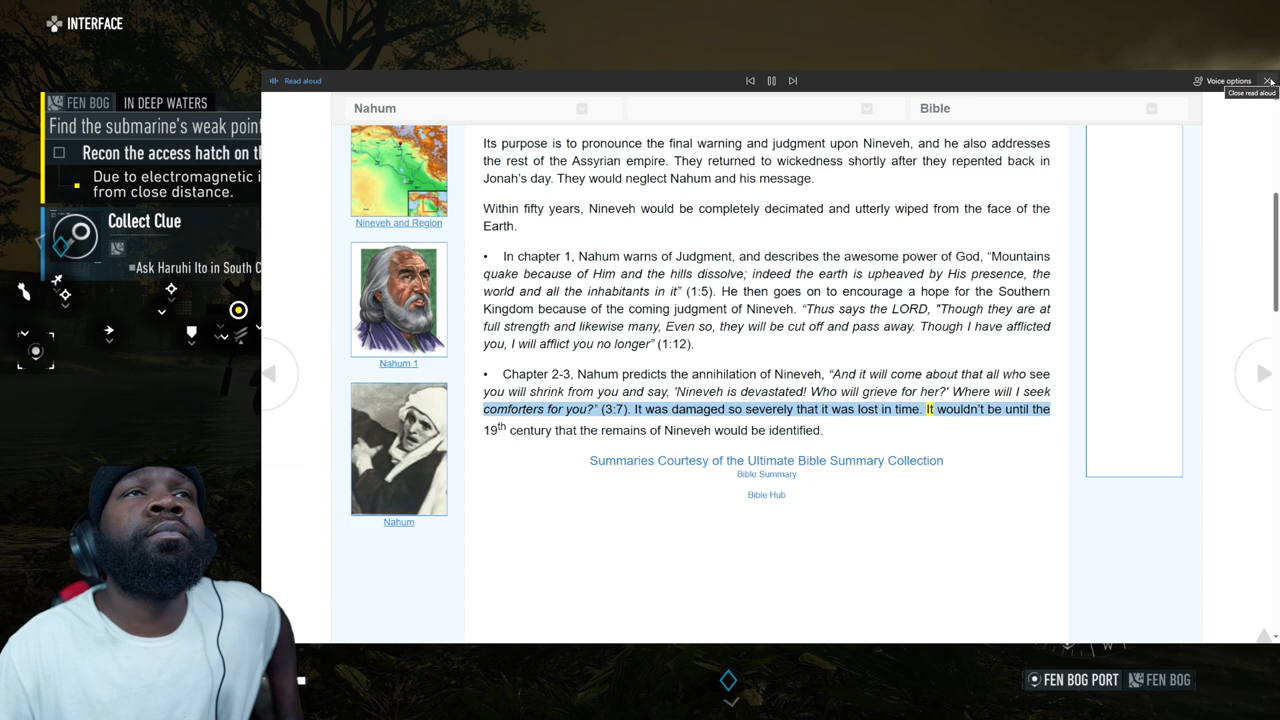 INTERFACE
Read aloud
Voice options
Close read aloud
FEN BOG IN DEEP WATERS
Find the submarine's weak point
Recon the access hatch on th
Due to electromagnetic i
from close distance.
Collect Clue
Ask Haruhi Ito in South C
Nahum
Bible
Nineveh and Region
Nahum 1
Nahum
Its purpose is to pronounce the final warning and judgment upon Nineveh, and he also addresses
the rest of the Assyrian empire. They returned to wickedness shortly after they repented back in
Jonah's day. They would neglect Nahum and his message.
Within fifty years, Nineveh would be completely decimated and utterly wiped from the face of the
Earth.
• In chapter 1, Nahum warns of Judgment, and describes the awesome power of God, “Mountains
quake because of Him and the hills dissolve; indeed the earth is upheaved by His presence, the
world and all the inhabitants in it” (1:5). He then goes on to encourage a hope for the Southern
Kingdom because of the coming judgment of Nineveh. “Thus says the LORD, "Though they are at
full strength and likewise many, Even so, they will be cut off and pass away. Though I have afflicted
you, I will afflict you no longer” (1:12).
• Chapter 2-3, Nahum predicts the annihilation of Nineveh, “And it will come about that all who see
you will shrink from you and say, 'Nineveh is devastated! Who will grieve for her?' Where will I seek
comforters for you?” (3:7). It was damaged so severely that it was lost in time. It wouldn't be until the
19th century that the remains of Nineveh would be identified.
Summaries Courtesy of the Ultimate Bible Summary Collection
Bible Summary
Bible Hub
W
FEN BOG PORT FEN BOG